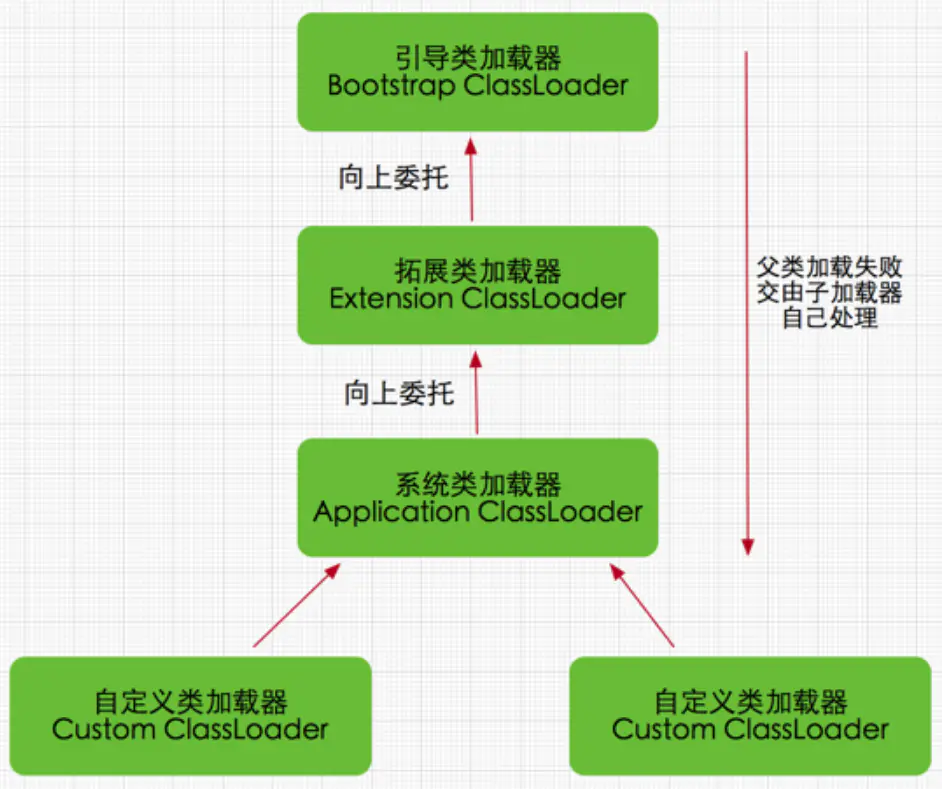 引导类加载器
Bootstrap ClassLoader
向上委托
拓展类加载器
Extension ClassLoader
父类加载失败
交由子加载器
自己处理
向上委托
系统类加载器
Application ClassLoader
自定义类加载器
Custom ClassLoader
自定义类加载器
Custom ClassLoader